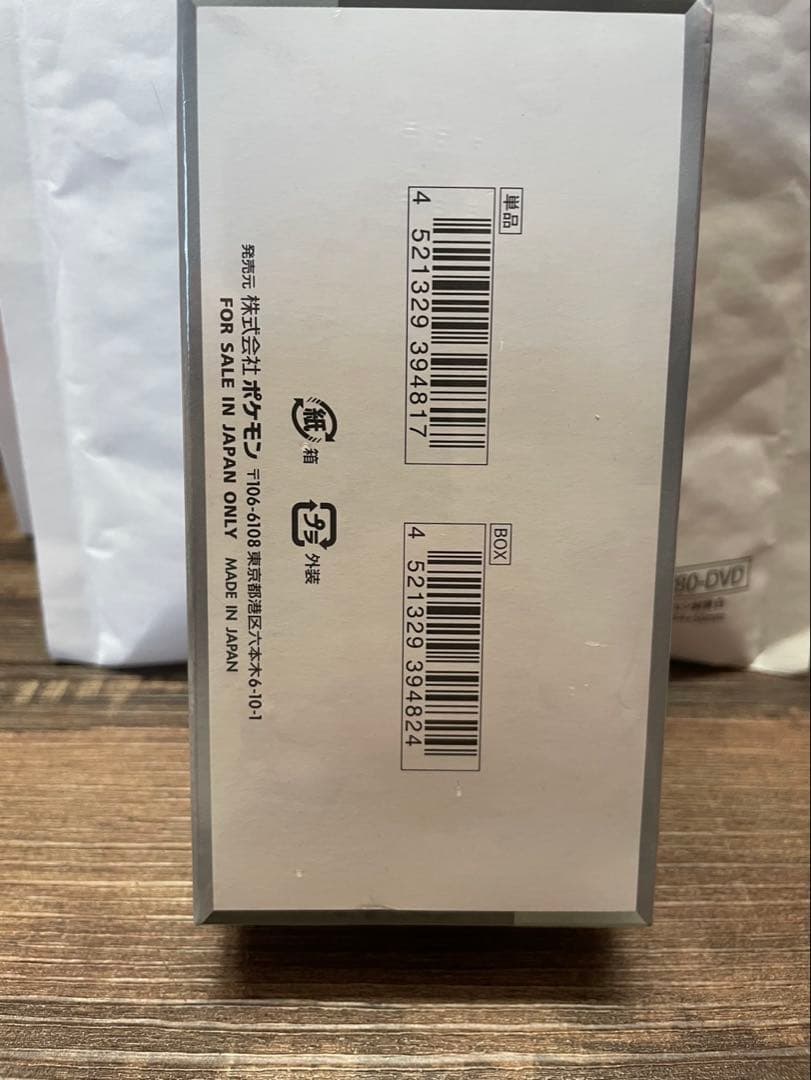 単品
4 521329 394817
BOX
4 521329 394824
紙 箱
プラ 外装
発売元 株式会社ポケモン 〒106-6108 東京都港区六本木6-10-1
FOR SALE IN JAPAN ONLY MADE IN JAPAN
80-DVD